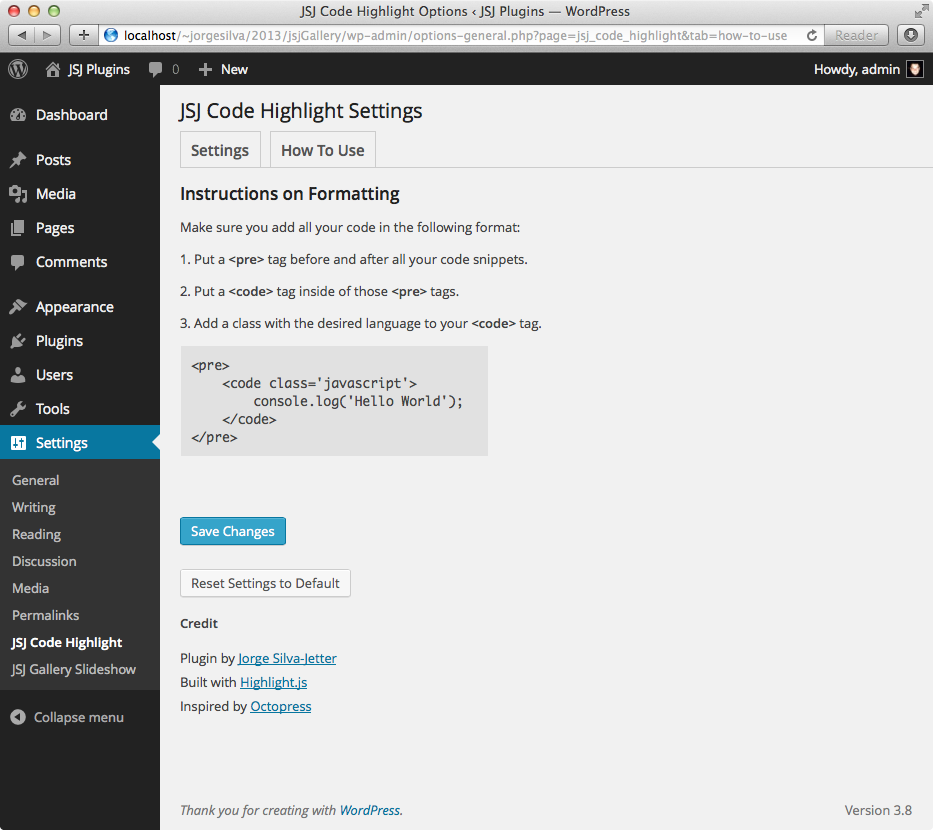 JSJ Code Highlight Options ‹ JSJ Plugins — WordPress
localhost/~jorgesilva/2013/jsjGallery/wp-admin/options-general.php?page=jsj_code_highlight&tab=how-to-use
Reader
JSJ Plugins
0
New
Howdy, admin
Dashboard
Posts
Media
Pages
Comments
Appearance
Plugins
Users
Tools
Settings
General
Writing
Reading
Discussion
Media
Permalinks
JSJ Code Highlight
JSJ Gallery Slideshow
Collapse menu
JSJ Code Highlight Settings
Settings
How To Use
Instructions on Formatting
Make sure you add all your code in the following format:
1. Put a <pre> tag before and after all your code snippets.
2. Put a <code> tag inside of those <pre> tags.
3. Add a class with the desired language to your <code> tag.
<pre>
    <code class='javascript'>
        console.log('Hello World');
    </code>
</pre>
Save Changes
Reset Settings to Default
Credit
Plugin by Jorge Silva-Jetter
Built with Highlight.js
Inspired by Octopress
Thank you for creating with WordPress.
Version 3.8